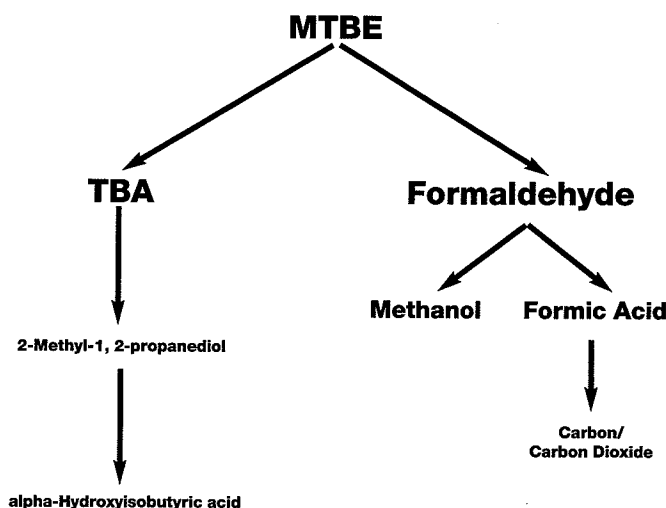 MTBE
TBA
Formaldehyde
Methanol
Formic Acid
2-Methyl-1, 2-propanediol
Carbon/
Carbon Dioxide
alpha-Hydroxyisobutyric acid